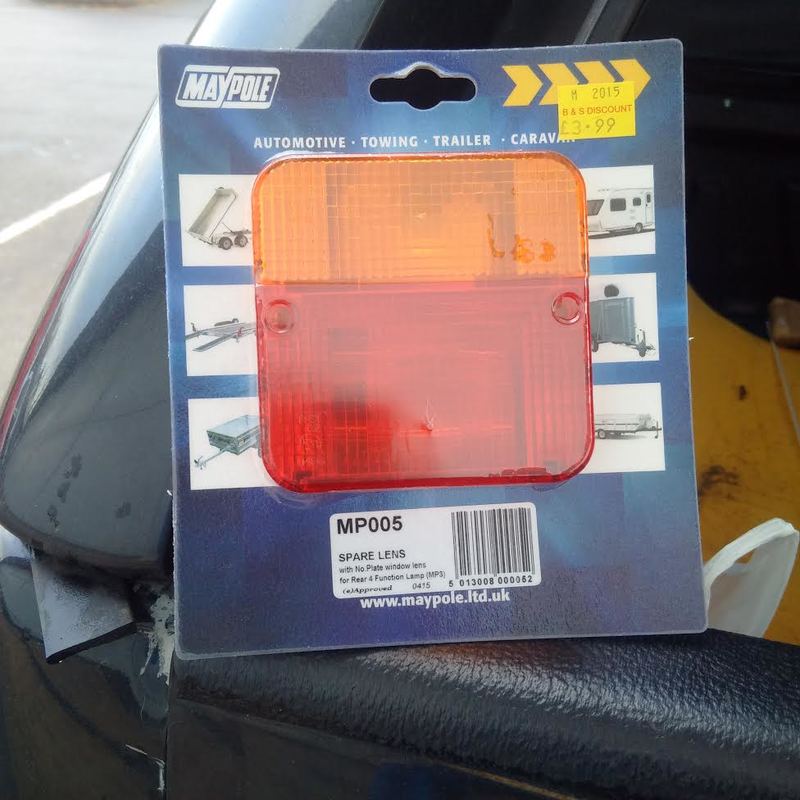 MAYPOLE
M 2015
B & S DISCOUNT
£3.99
AUTOMOTIVE · TOWING · TRAILER · CARAVAN
MP005
SPARE LENS
with No.Plate window lens
for Rear 4 Function Lamp (MP3)
(e)Approved 0415
5 013008 000052
www.maypole.ltd.uk